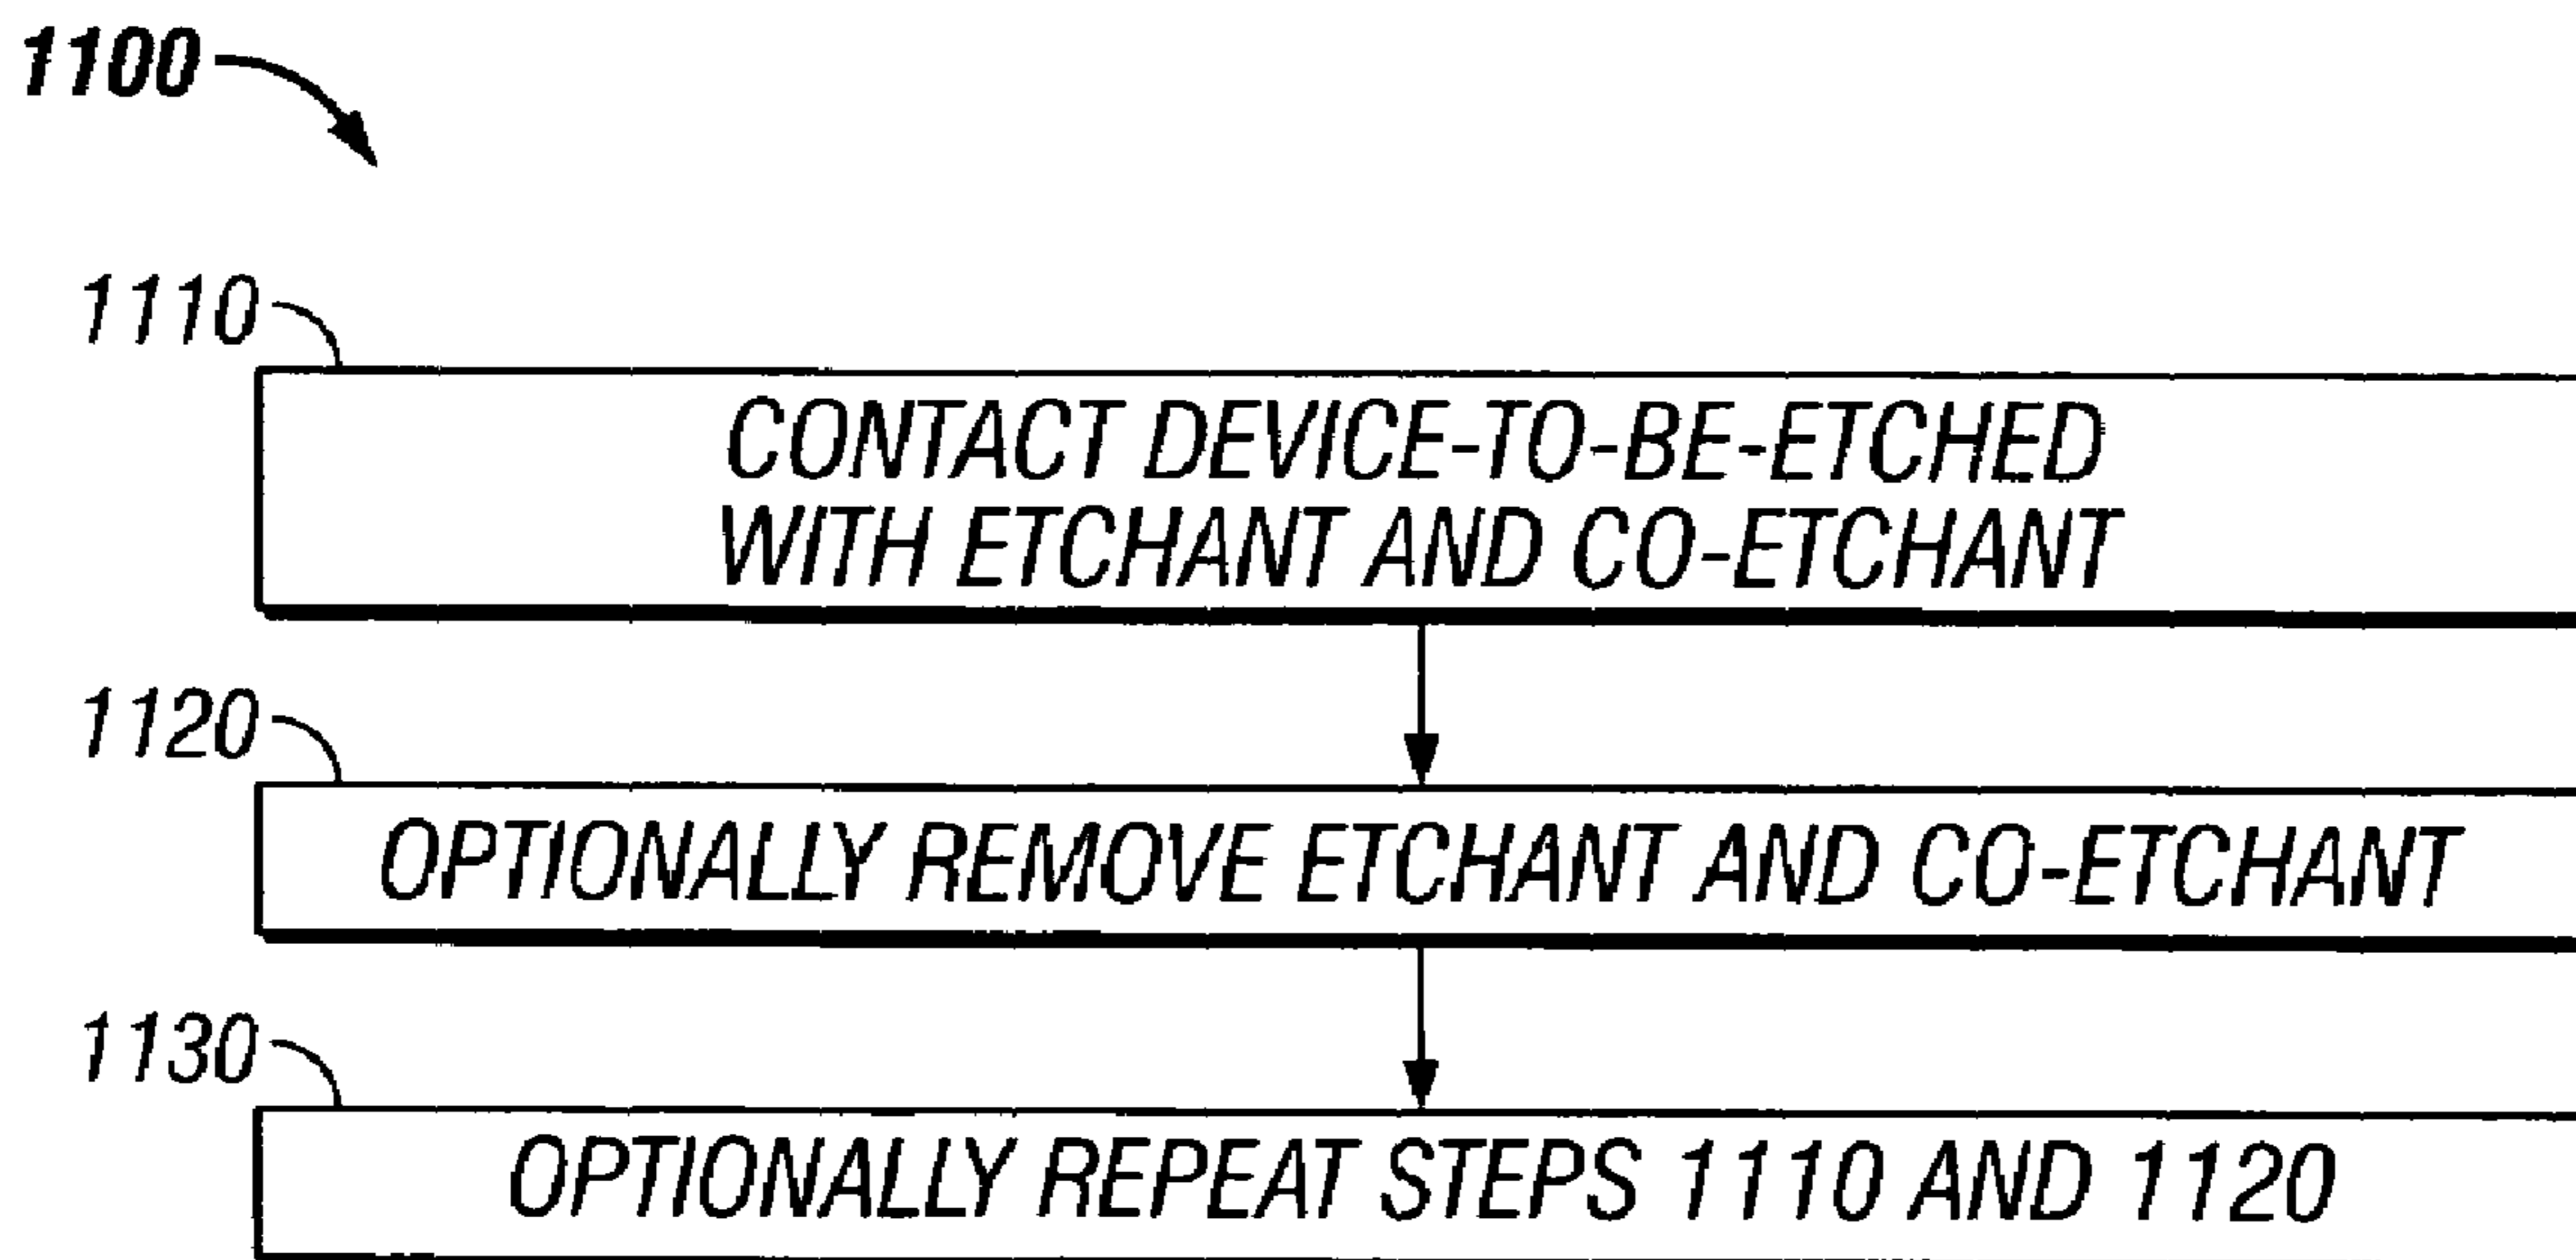 1100
1110
CONTACT DEVICE-TO-BE-ETCHED
WITH ETCHANT AND CO-ETCHANT
1120
OPTIONALLY REMOVE ETCHANT AND CO-ETCHANT
1130
OPTIONALLY REPEAT STEPS 1110 AND 1120